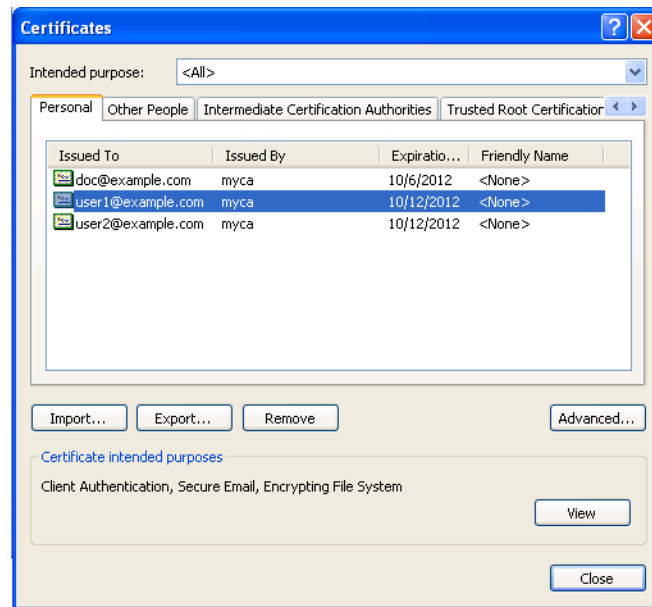 Certificates
Intended purpose: <All>
Personal Other People Intermediate Certification Authorities Trusted Root Certification
Issued To Issued By Expiratio... Friendly Name
doc@example.com myca 10/6/2012 <None>
user1@example.com myca 10/12/2012 <None>
user2@example.com myca 10/12/2012 <None>
Import... Export... Remove Advanced...
Certificate intended purposes
Client Authentication, Secure Email, Encrypting File System
View
Close